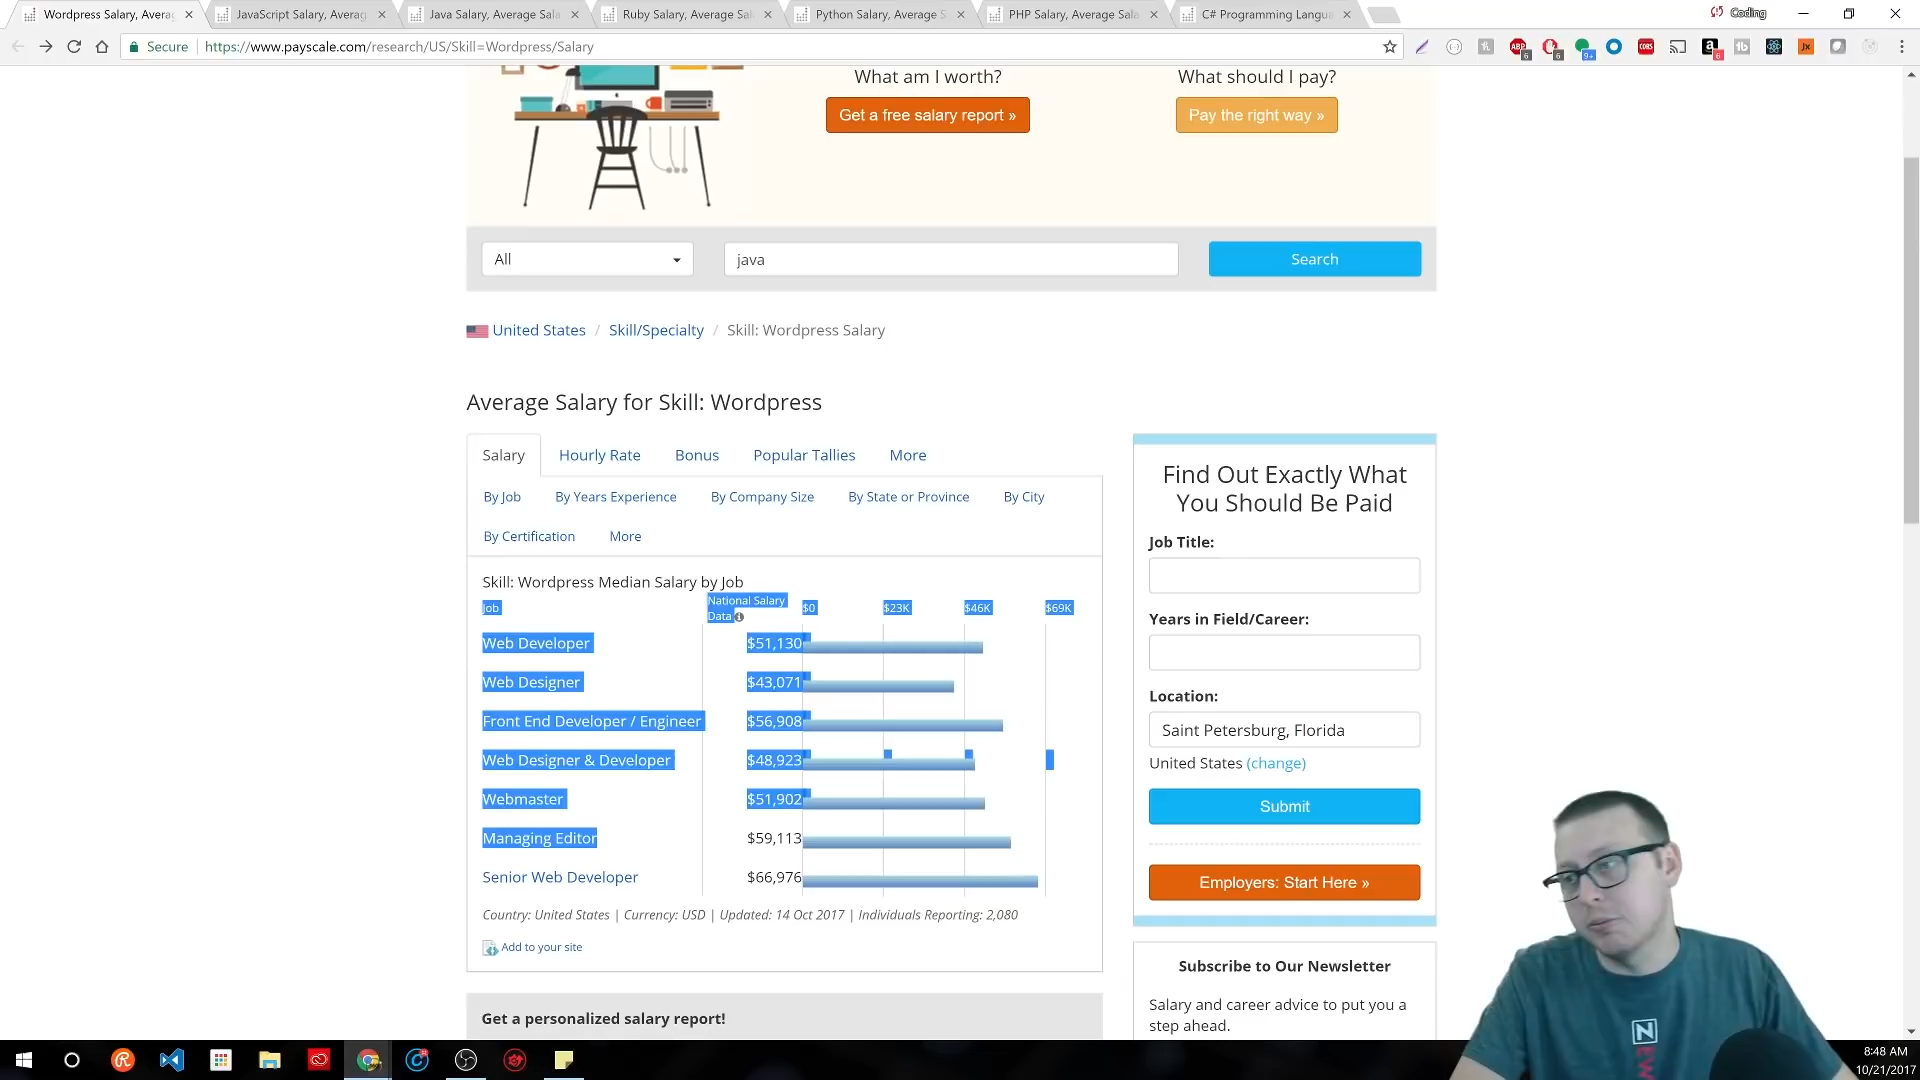 Wordpress Salary, Averag
JavaScript Salary, Averag
Java Salary, Average Sala
Ruby Salary, Average Sal
Python Salary, Average S
PHP Salary, Average Sala
C# Programming Langu
Coding
Secure
https://www.payscale.com/research/US/Skill=Wordpress/Salary
What am I worth?
What should I pay?
Get a free salary report »
Pay the right way »
All
java
Search
United States / Skill/Specialty / Skill: Wordpress Salary
Average Salary for Skill: Wordpress
Salary
Hourly Rate
Bonus
Popular Tallies
More
By Job
By Years Experience
By Company Size
By State or Province
By City
By Certification
More
Skill: Wordpress Median Salary by Job
Job
National Salary
Data
$0
$23K
$46K
$69K
Web Developer $51,130
Web Designer $43,071
Front End Developer / Engineer $56,908
Web Designer & Developer $48,923
Webmaster $51,902
Managing Editor $59,113
Senior Web Developer $66,976
Country: United States | Currency: USD | Updated: 14 Oct 2017 | Individuals Reporting: 2,080
Add to your site
Get a personalized salary report!
Find Out Exactly What
You Should Be Paid
Job Title:
Years in Field/Career:
Location:
Saint Petersburg, Florida
United States (change)
Submit
Employers: Start Here »
Subscribe to Our Newsletter
Salary and career advice to put you a
step ahead.
8:48 AM
10/21/2017